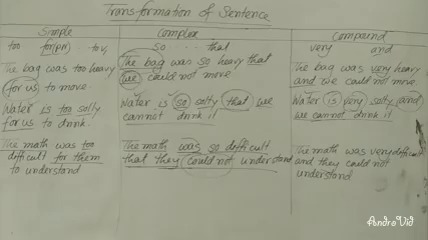 Transformation of Sentence
Simple
too for(pr) .. to v,
The bag was too heavy
for us to move.
Water is too salty
for us to drink.
The math was too
difficult for them
to understand
Complex
so .... that
The bag was so heavy that
we could not move
Water is so salty that we
cannot drink it
The math was so difficult
that they could not understand
Compound
very and
The bag was very heavy
and we could not move
Water is very salty and
we cannot drink it
The math was very difficult
and they could not
understand
AndraVid